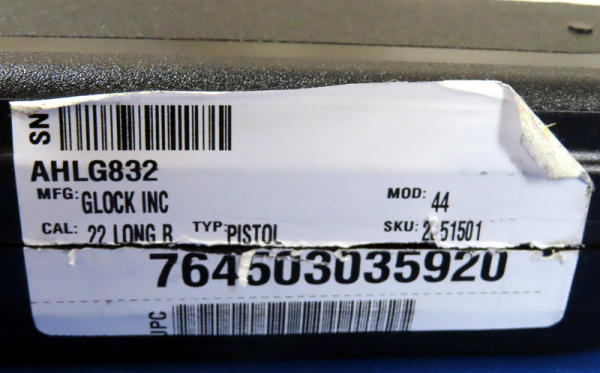 SN
AHLG832
MFG: GLOCK INC MOD: 44
CAL: 22 LONG R TYP: PISTOL SKU:
764503035920
UPC